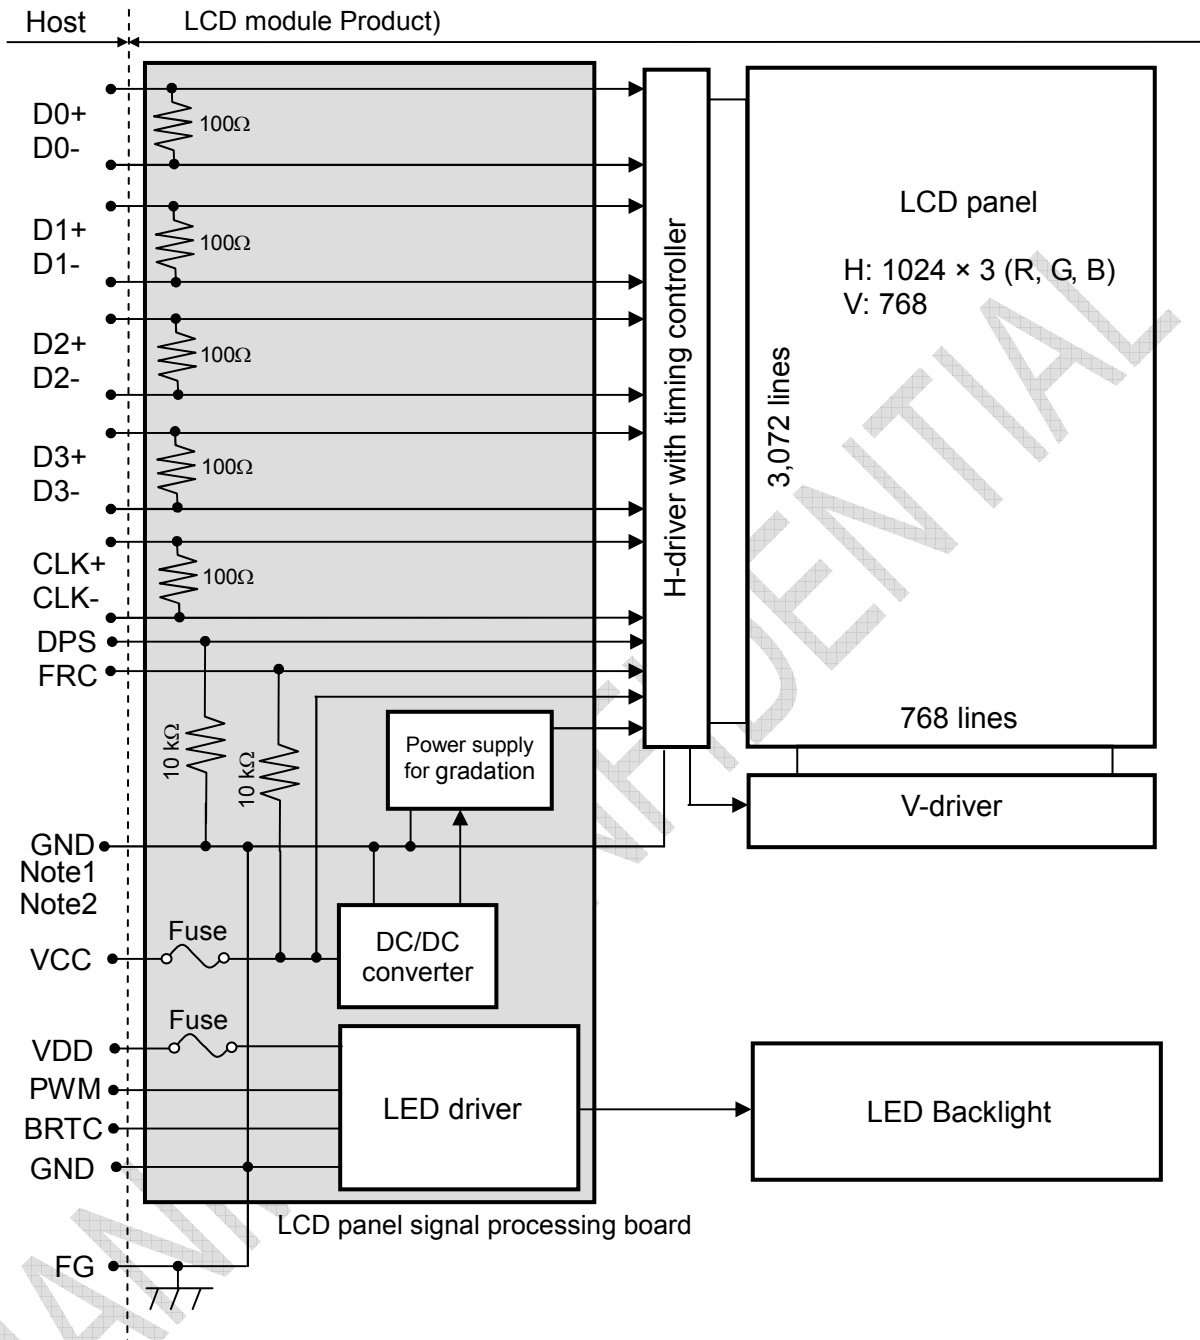 Host
LCD module Product)
D0+
D0-
100Ω
D1+
D1-
100Ω
D2+
D2-
100Ω
D3+
D3-
100Ω
CLK+
CLK-
100Ω
DPS
FRC
10 kΩ
10 kΩ
Power supply
for gradation
H-driver with timing controller
LCD panel
H: 1024 × 3 (R, G, B)
V: 768
3,072 lines
768 lines
V-driver
GND
Note1
Note2
Fuse
VCC
DC/DC
converter
Fuse
VDD
PWM
BRTC
GND
LED driver
LED Backlight
LCD panel signal processing board
FG